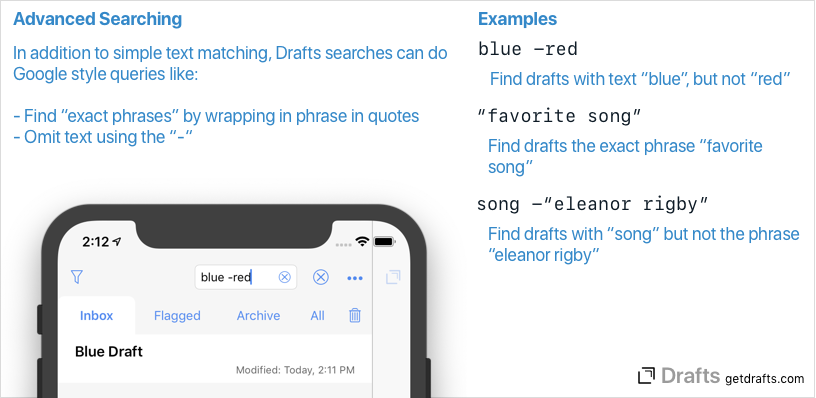 Advanced Searching
In addition to simple text matching, Drafts searches can do
Google style queries like:
- Find “exact phrases” by wrapping in phrase in quotes
- Omit text using the “-“
Examples
blue –red
Find drafts with text “blue”, but not “red“
”favorite song”
Find drafts the exact phrase “favorite
song”
song –”eleanor rigby”
Find drafts with “song” but not the phrase
“eleanor rigby”
2:12
blue -red
Inbox Flagged Archive All
Blue Draft
Modified: Today, 2:11 PM
Drafts getdrafts.com